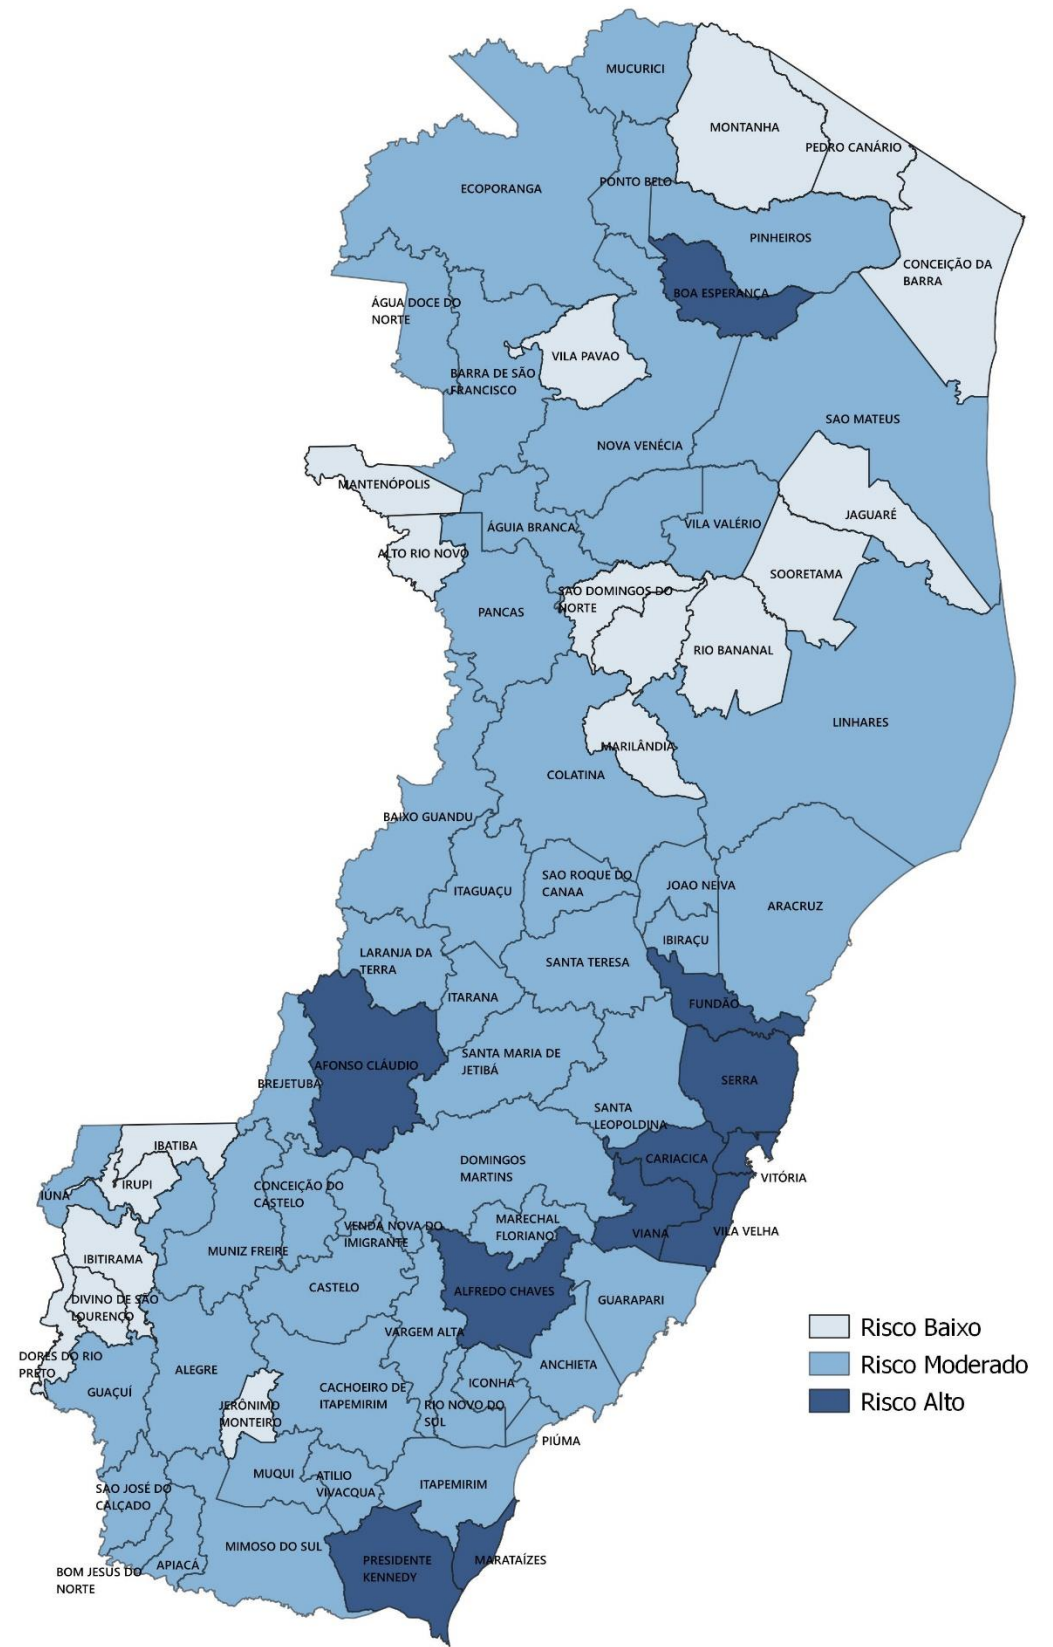 MUCURICI
MONTANHA
PEDRO CANÁRIO
PONTO BELO
ECOPORANGA
PINHEIROS
CONCEIÇÃO DA
BARRA
BOA ESPERANÇA
ÁGUA DOCE DO
NORTE
VILA PAVAO
BARRA DE SÃO
FRANCISCO
SAO MATEUS
NOVA VENÉCIA
MANTENÓPOLIS
JAGUARÉ
VILA VALÉRIO
ÁGUIA BRANCA
ALTO RIO NOVO
SOORETAMA
SAO DOMINGOS DO
NORTE
PANCAS
RIO BANANAL
LINHARES
MARILÂNDIA
COLATINA
BAIXO GUANDU
SAO ROQUE DO
CANAA
JOAO NEIVA
ITAGUAÇU
ARACRUZ
IBIRAÇU
LARANJA DA
TERRA
SANTA TERESA
ITARANA
FUNDÃO
SANTA MARIA DE
JETIBÁ
AFONSO CLÁUDIO
BREJETUBA
SERRA
SANTA
LEOPOLDINA
IBATIBA
CARIACICA
DOMINGOS
MARTINS
VITÓRIA
IRUPI
IÚNA
CONCEIÇÃO DO
CASTELO
VENDA NOVA DO
IMIGRANTE
MARECHAL
FLORIANO
VIANA
VILA VELHA
MUNIZ FREIRE
IBITIRAMA
CASTELO
ALFREDO CHAVES
GUARAPARI
DIVINO DE SÃO
LOURENÇO
VARGEM ALTA
Risco Baixo
Risco Moderado
Risco Alto
DORES DO RIO
PRETO
ALEGRE
ANCHIETA
GUAÇUÍ
CACHOEIRO DE
ITAPEMIRIM
ICONHA
JERÔNIMO
MONTEIRO
RIO NOVO DO
SUL
PIÚMA
MUQUI
ATILIO
VIVACQUA
ITAPEMIRIM
SAO JOSÉ DO
CALÇADO
MIMOSO DO SUL
PRESIDENTE
KENNEDY
MARATAÍZES
APIACÁ
BOM JESUS DO
NORTE